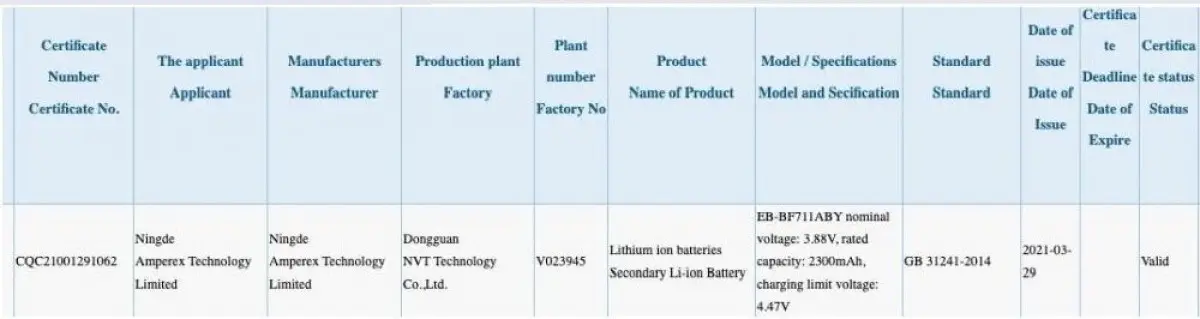 Certificate
Number
Certificate No.
The applicant
Applicant
Manufacturers
Manufacturer
Production plant
Factory
Plant
number
Factory No
Product
Name of Product
Model / Specifications
Model and Secification
Standard
Standard
Date of
issue
Date of
Issue
Certifica
te
Deadline
Date of
Expire
Certifica
te status
Status
CQC21001291062
Ningde
Amperex Technology
Limited
Ningde
Amperex Technology
Limited
Dongguan
NVT Technology
Co.,Ltd.
V023945
Lithium ion batteries
Secondary Li-ion Battery
EB-BF711ABY nominal
voltage: 3.88V, rated
capacity: 2300mAh,
charging limit voltage:
4.47V
GB 31241-2014
2021-03-
29
Valid